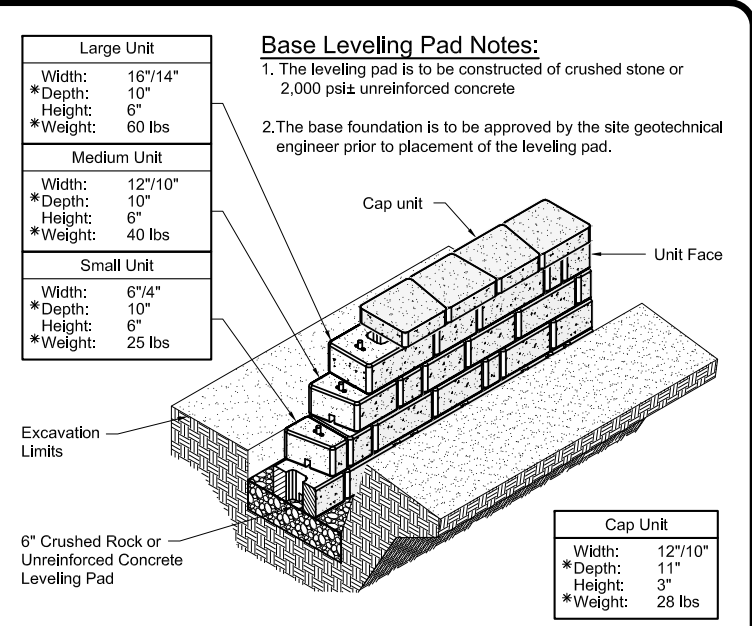 Large Unit
Width: 16"/14"
*Depth: 10"
Height: 6"
*Weight: 60 lbs
Medium Unit
Width: 12"/10"
*Depth: 10"
Height: 6"
*Weight: 40 lbs
Small Unit
Width: 6"/4"
*Depth: 10"
Height: 6"
*Weight: 25 lbs
Base Leveling Pad Notes:
1. The leveling pad is to be constructed of crushed stone or
2,000 psi± unreinforced concrete
2.The base foundation is to be approved by the site geotechnical
engineer prior to placement of the leveling pad.
Cap unit
Unit Face
Excavation
Limits
6" Crushed Rock or
Unreinforced Concrete
Leveling Pad
Cap Unit
Width: 12"/10"
*Depth: 11"
Height: 3"
*Weight: 28 lbs